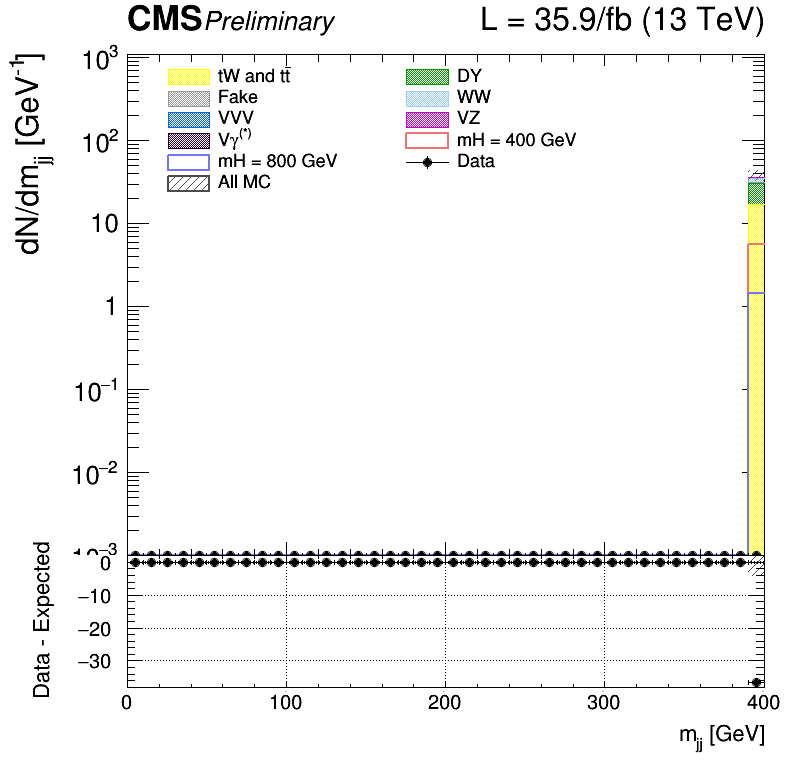 CMS Preliminary L = 35.9/fb (13 TeV)
dN/dm_jj [GeV⁻¹]
10³
10²
10
1
10⁻¹
10⁻²
tW and tt̄
DY
Fake
WW
VVV
VZ
Vγ(*)
mH = 400 GeV
mH = 800 GeV
Data
All MC
Data - Expected
0
−10
−20
−30
0 100 200 300 400
m_jj [GeV]